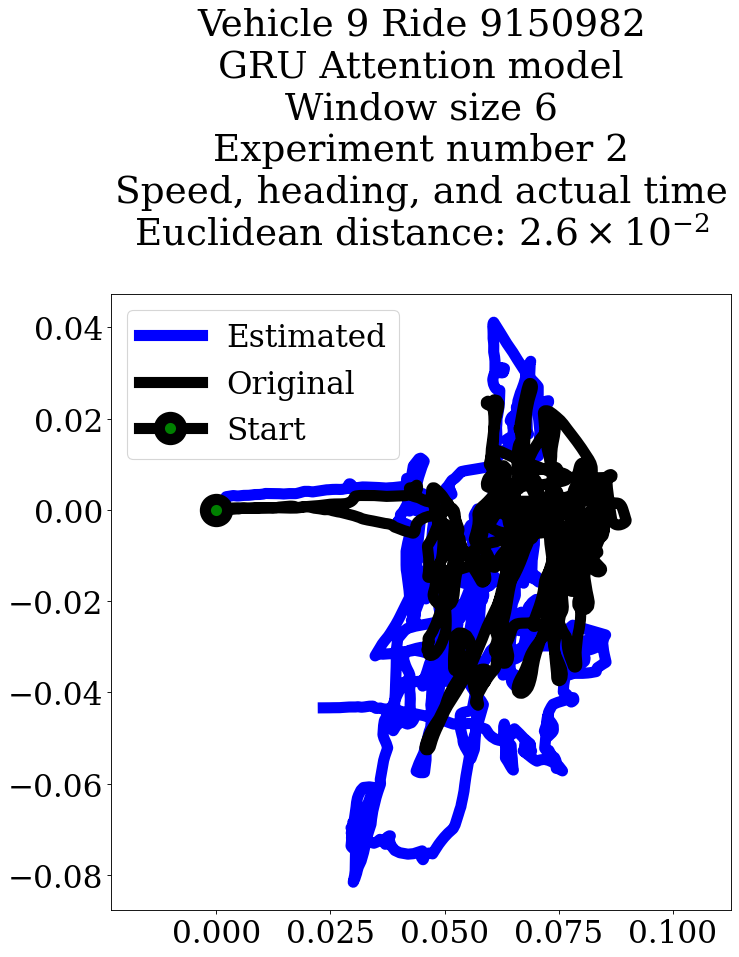 Vehicle 9 Ride 9150982
GRU Attention model
Window size 6
Experiment number 2
Speed, heading, and actual time
Euclidean distance: 2.6 × 10⁻²
Estimated
Original
Start
0.04
0.02
0.00
−0.02
−0.04
−0.06
−0.08
0.000 0.025 0.050 0.075 0.100